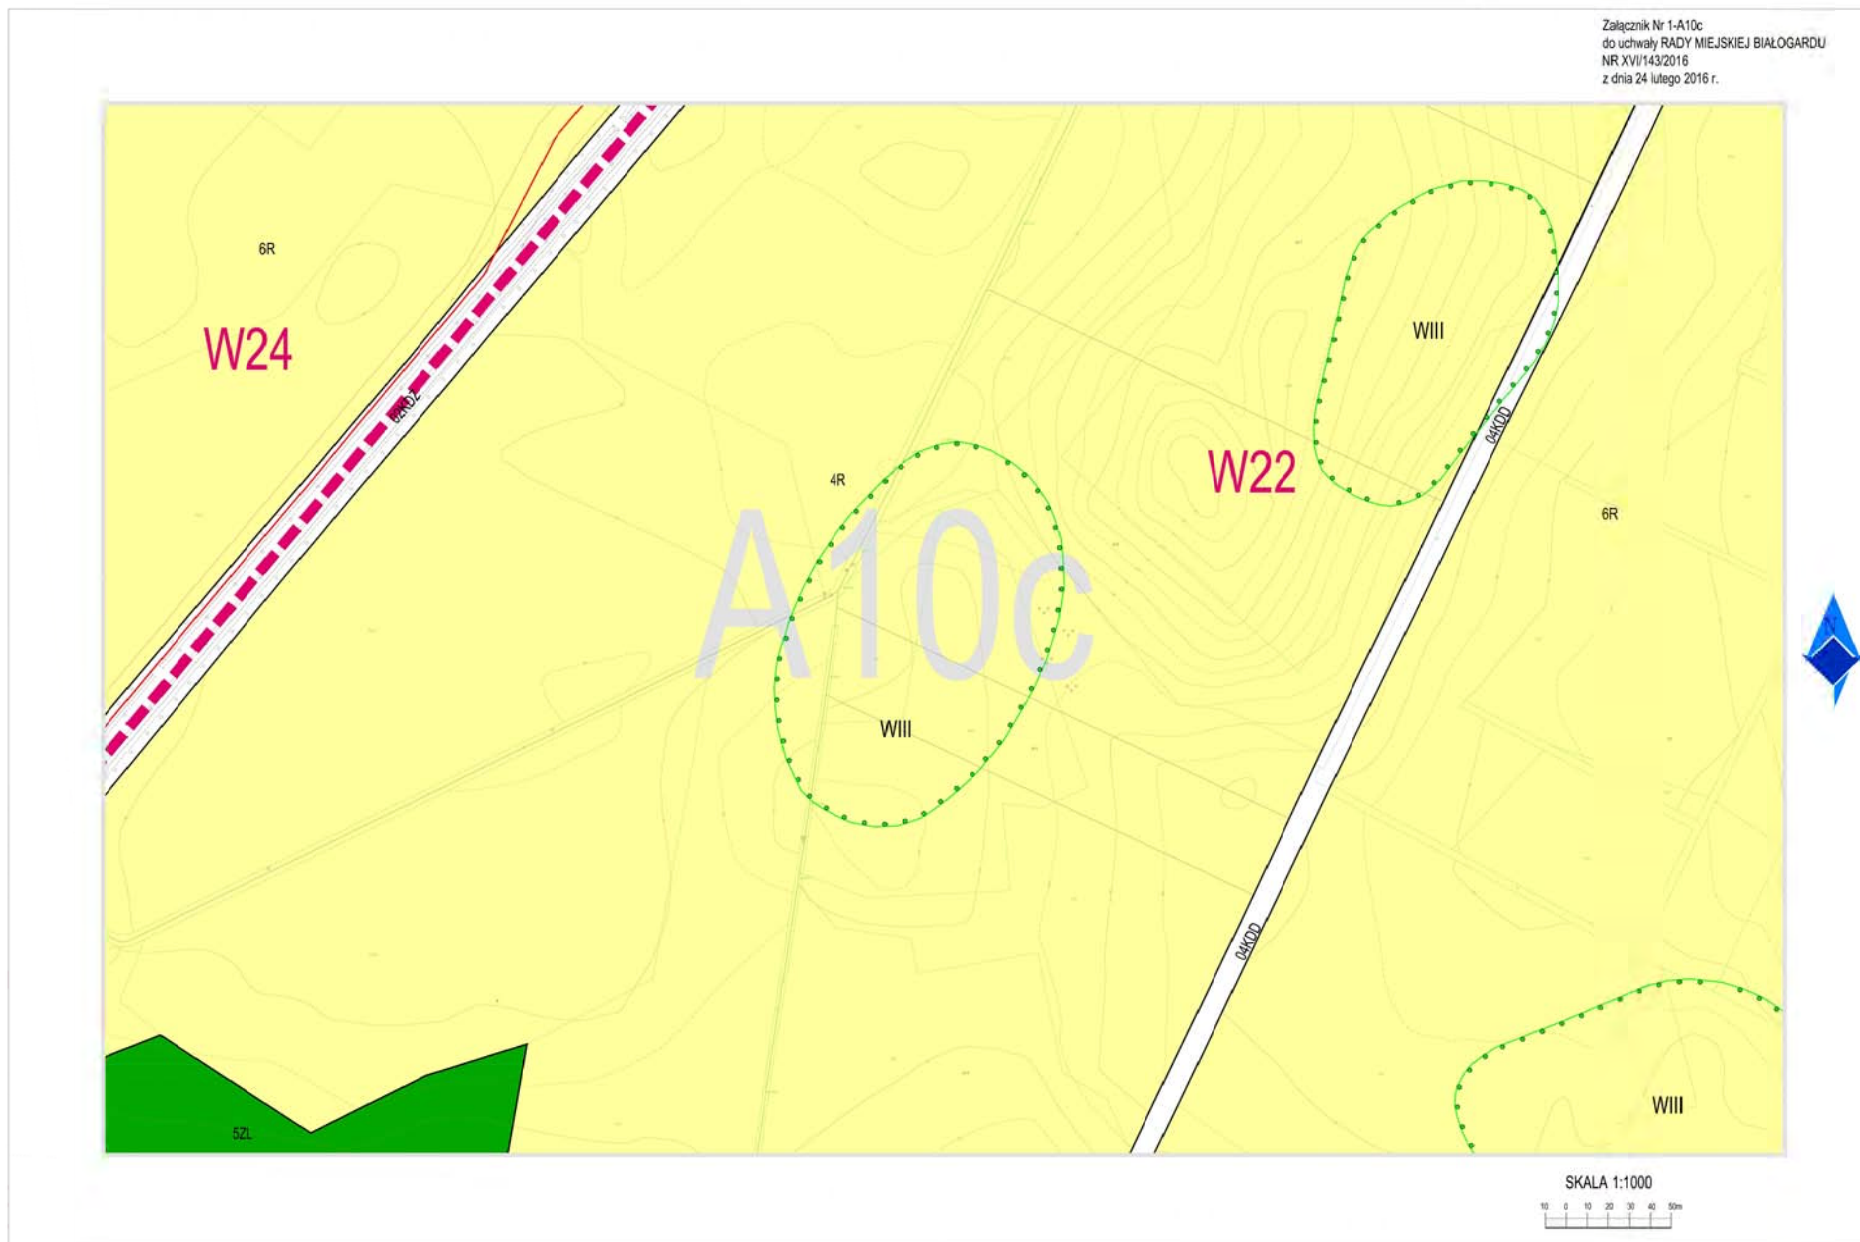 Załącznik Nr 1-A10c
do uchwały RADY MIEJSKIEJ BIAŁOGARDU
NR XVI/143/2016
z dnia 24 lutego 2016 r.
6R
W24
02KDZ
WIII
W22
04KDD
4R
6R
A10c
N
WIII
04KDD
WIII
5ZL
SKALA 1:1000
10 0 10 20 30 40 50m